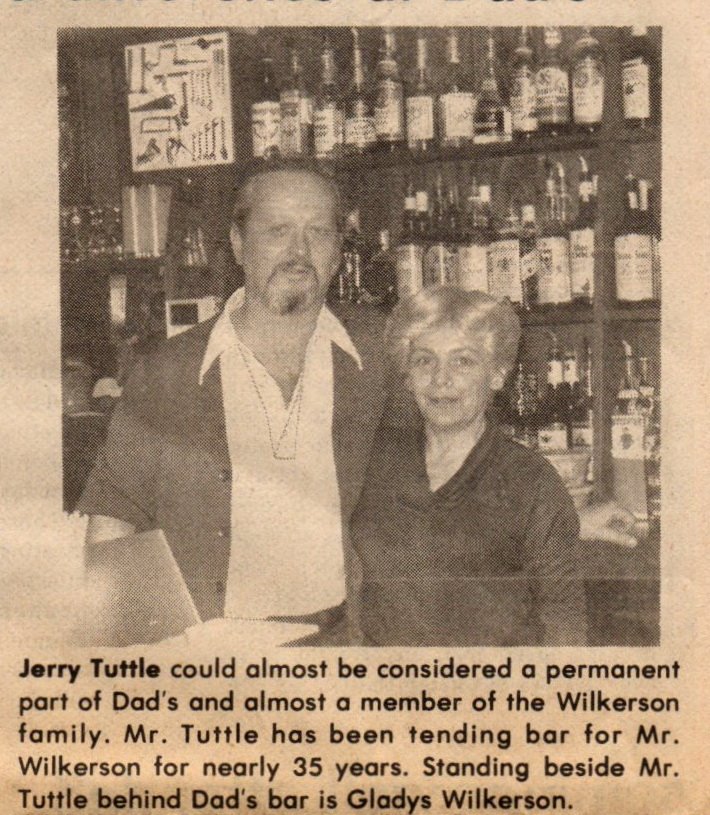 Jerry Tuttle could almost be considered a permanent
part of Dad's and almost a member of the Wilkerson
family. Mr. Tuttle has been tending bar for Mr.
Wilkerson for nearly 35 years. Standing beside Mr.
Tuttle behind Dad's bar is Gladys Wilkerson.